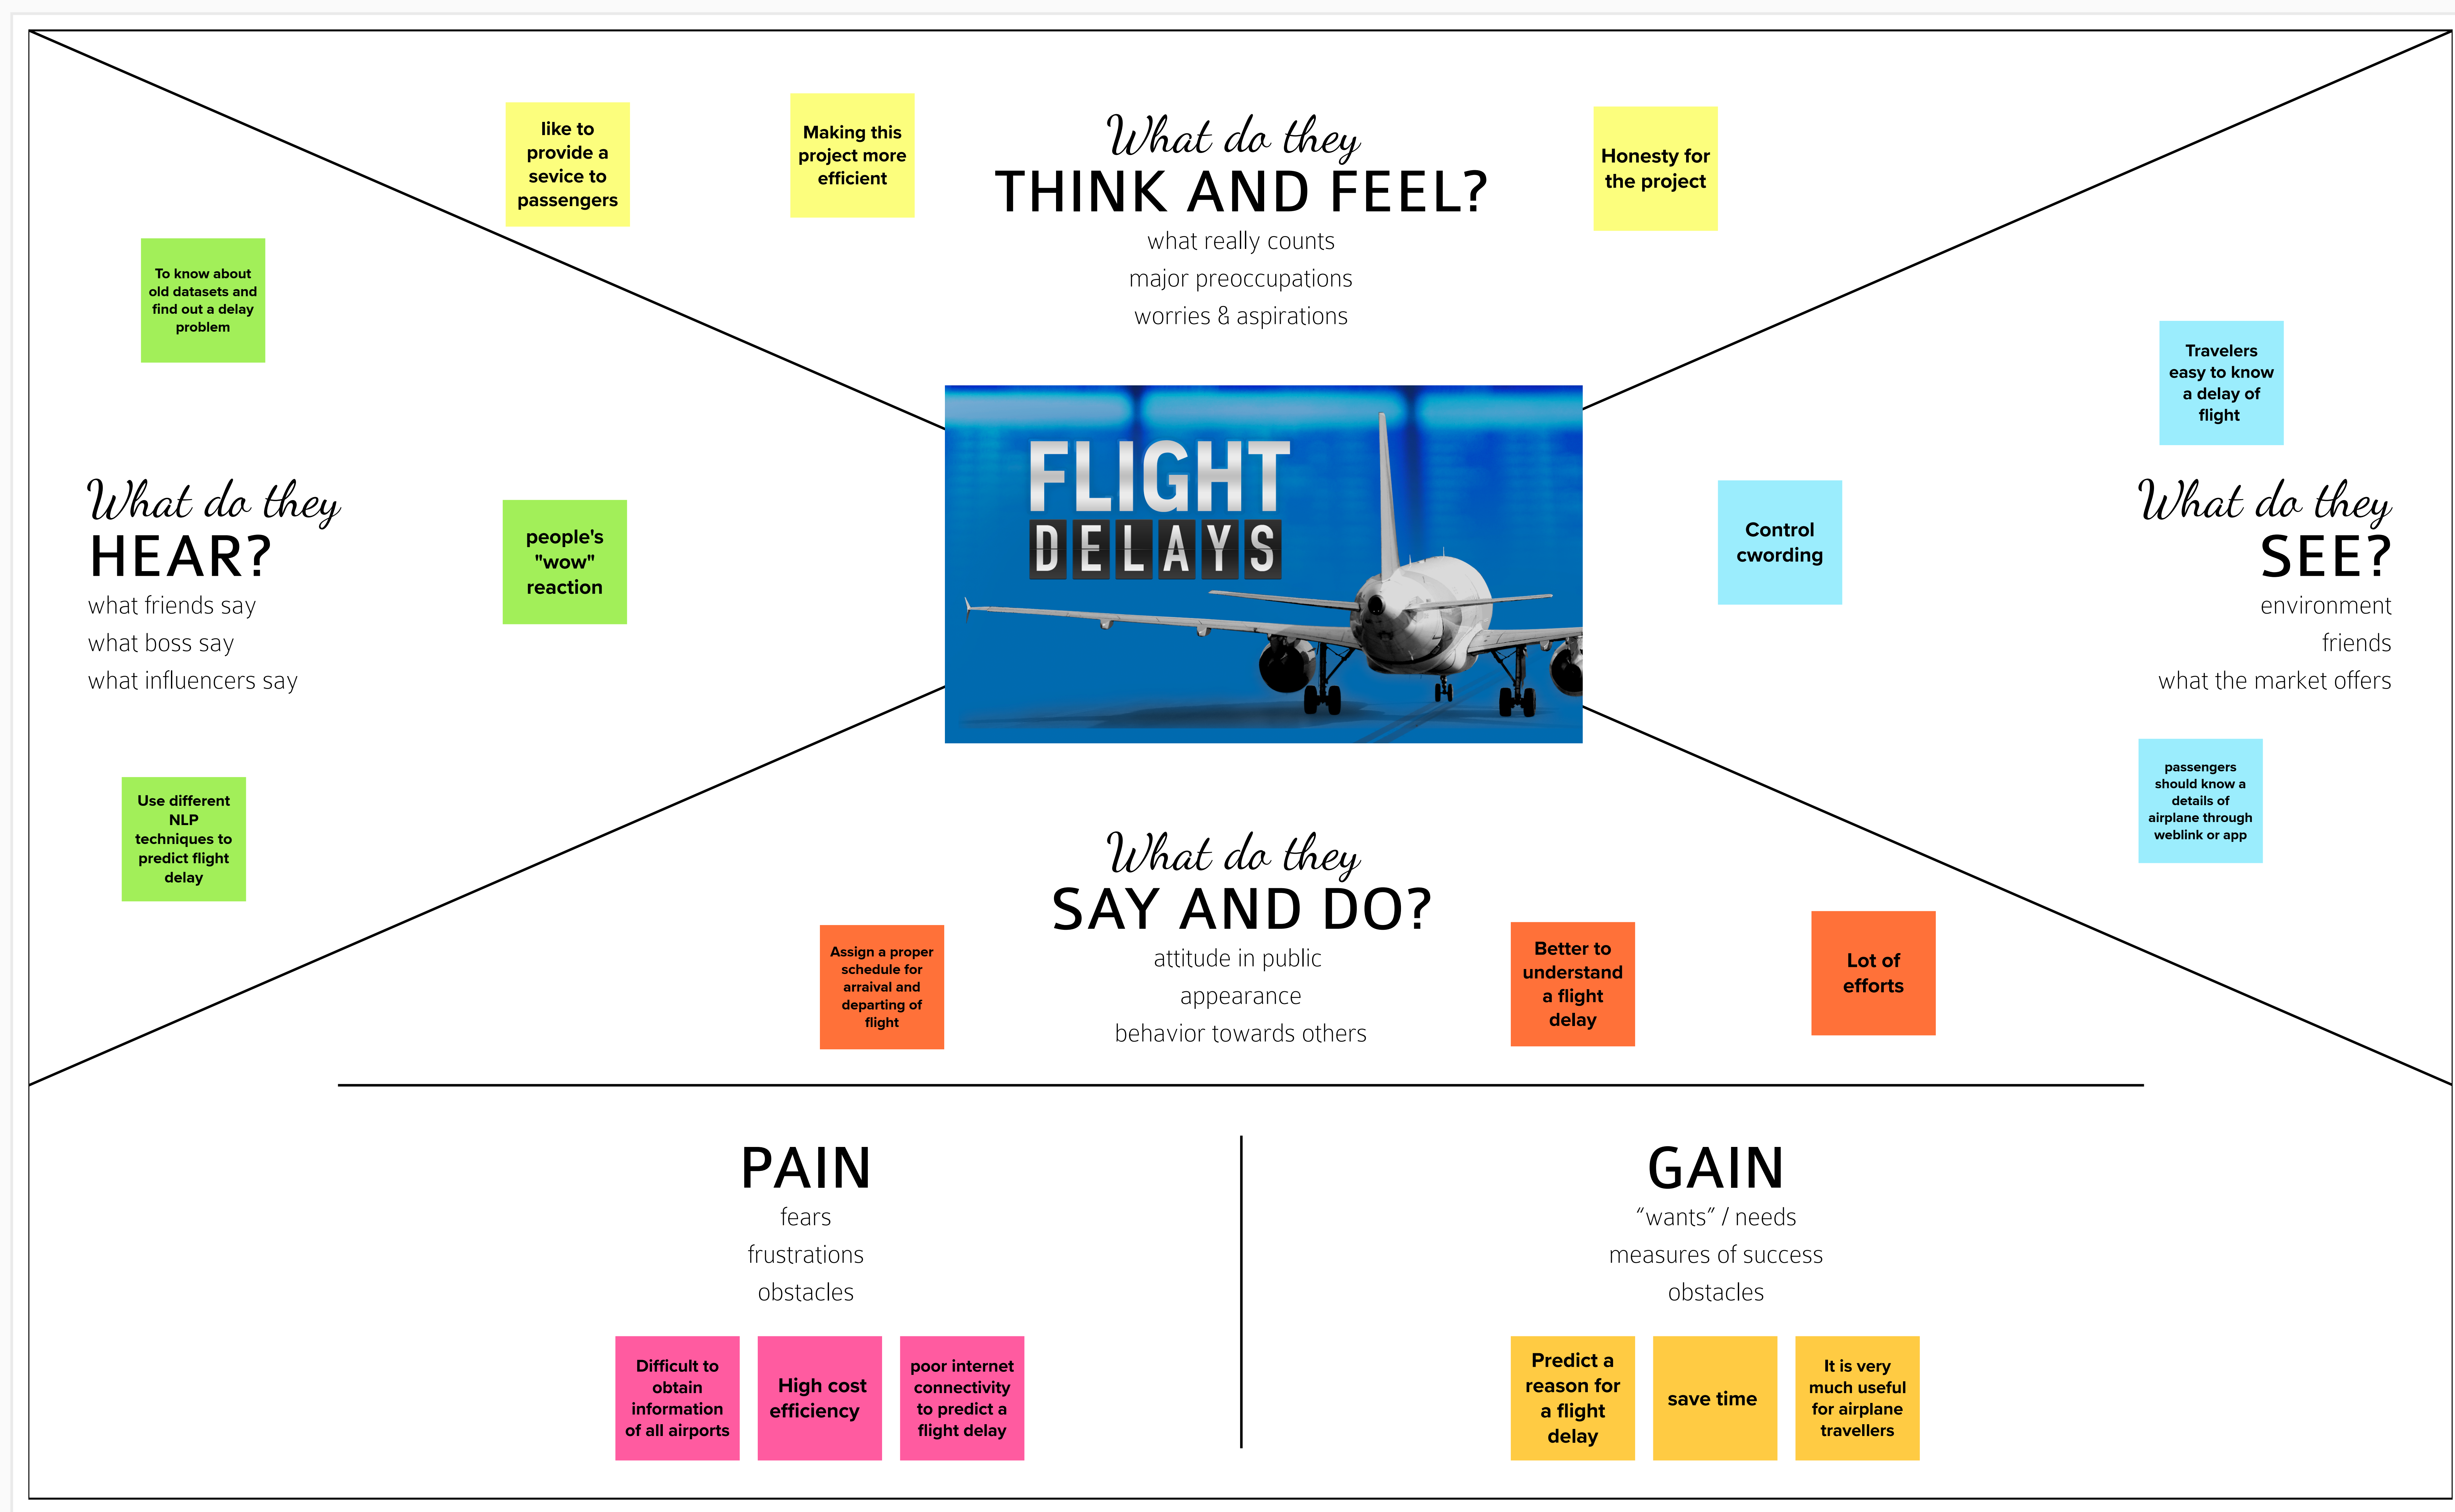 like to
provide a
sevice to
passengers
Making this
project more
efficient
What do they
THINK AND FEEL?
what really counts
major preoccupations
worries & aspirations
Honesty for
the project
To know about
old datasets and
find out a delay
problem
What do they
HEAR?
what friends say
what boss say
what influencers say
people's
"wow"
reaction
Use different
NLP
techniques to
predict flight
delay
FLIGHT
DELAYS
Travelers
easy to know
a delay of
flight
Control
cwording
What do they
SEE?
environment
friends
what the market offers
passengers
should know a
details of
airplane through
weblink or app
What do they
SAY AND DO?
attitude in public
appearance
behavior towards others
Assign a proper
schedule for
arraival and
departing of
flight
Better to
understand
a flight
delay
Lot of
efforts
PAIN
fears
frustrations
obstacles
Difficult to
obtain
information
of all airports
High cost
efficiency
poor internet
connectivity
to predict a
flight delay
GAIN
“wants” / needs
measures of success
obstacles
Predict a
reason for
a flight
delay
save time
It is very
much useful
for airplane
travellers